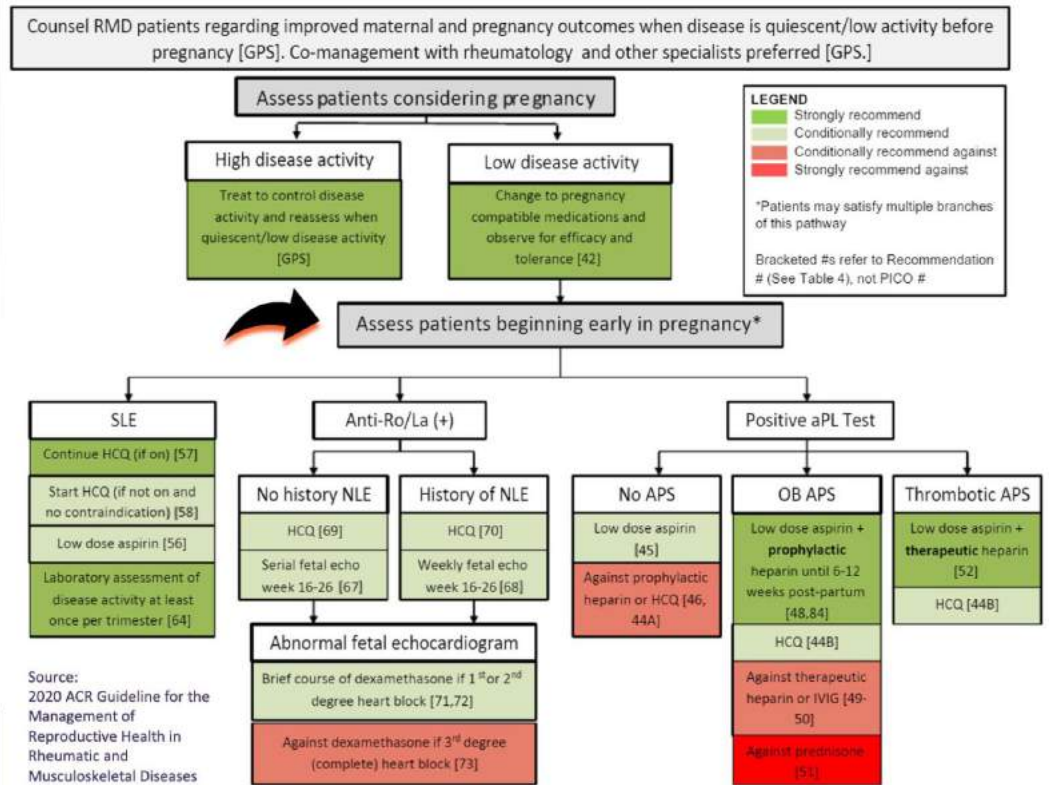 Counsel RMD patients regarding improved maternal and pregnancy outcomes when disease is quiescent/low activity before
pregnancy [GPS]. Co-management with rheumatology and other specialists preferred [GPS.]
Assess patients considering pregnancy
LEGEND
Strongly recommend
Conditionally recommend
Conditionally recommend against
Strongly recommend against
*Patients may satisfy multiple branches
of this pathway
Bracketed #s refer to Recommendation
# (See Table 4), not PICO #
High disease activity
Treat to control disease
activity and reassess when
quiescent/low disease activity
[GPS]
Low disease activity
Change to pregnancy
compatible medications and
observe for efficacy and
tolerance [42]
Assess patients beginning early in pregnancy*
SLE
Continue HCQ (if on) [57]
Start HCQ (if not on and
no contraindication) [58]
Low dose aspirin [56]
Laboratory assessment of
disease activity at least
once per trimester [64]
Anti-Ro/La (+)
No history NLE
HCQ [69]
Serial fetal echo
week 16-26 [67]
History of NLE
HCQ [70]
Weekly fetal echo
week 16-26 [68]
Abnormal fetal echocardiogram
Brief course of dexamethasone if 1st or 2nd
degree heart block [71,72]
Against dexamethasone if 3rd degree
(complete) heart block [73]
Positive aPL Test
No APS
Low dose aspirin
[45]
Against prophylactic
heparin or HCQ [46,
44A]
OB APS
Low dose aspirin +
prophylactic
heparin until 6-12
weeks post-partum
[48,84]
HCQ [44B]
Against therapeutic
heparin or IVIG [49-
50]
Against prednisone
[51]
Thrombotic APS
Low dose aspirin +
therapeutic heparin
[52]
HCQ [44B]
Source:
2020 ACR Guideline for the
Management of
Reproductive Health in
Rheumatic and
Musculoskeletal Diseases